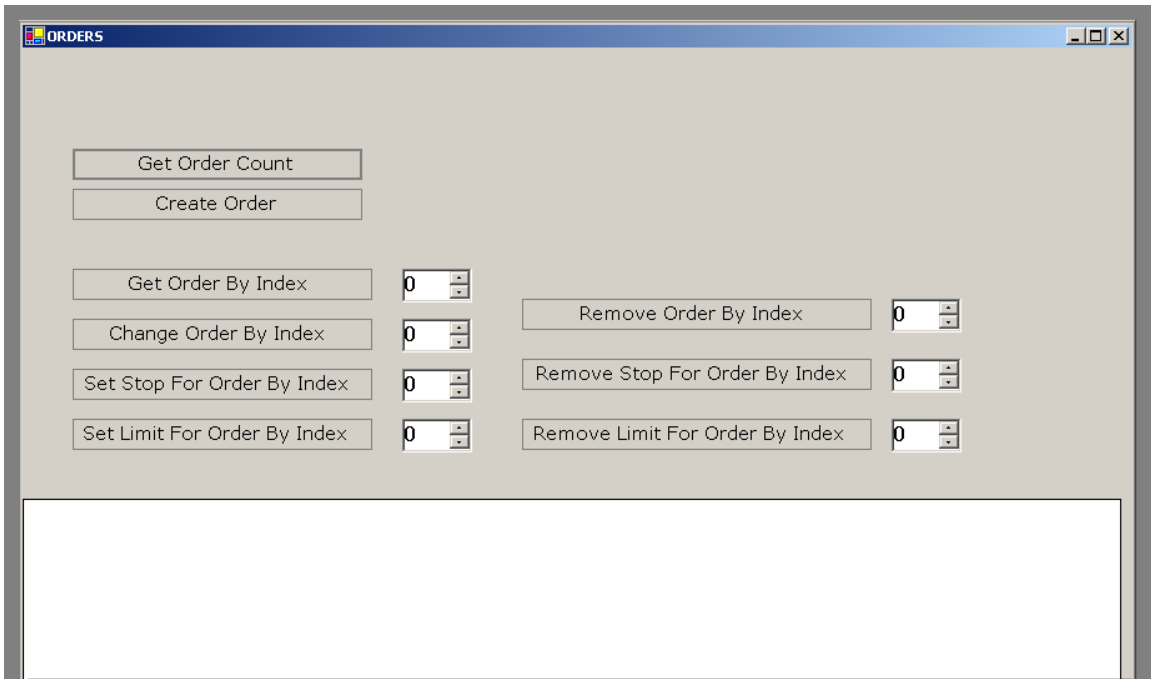 ORDERS
Get Order Count
Create Order
Get Order By Index 0
Change Order By Index 0
Set Stop For Order By Index 0
Set Limit For Order By Index 0
Remove Order By Index 0
Remove Stop For Order By Index 0
Remove Limit For Order By Index 0